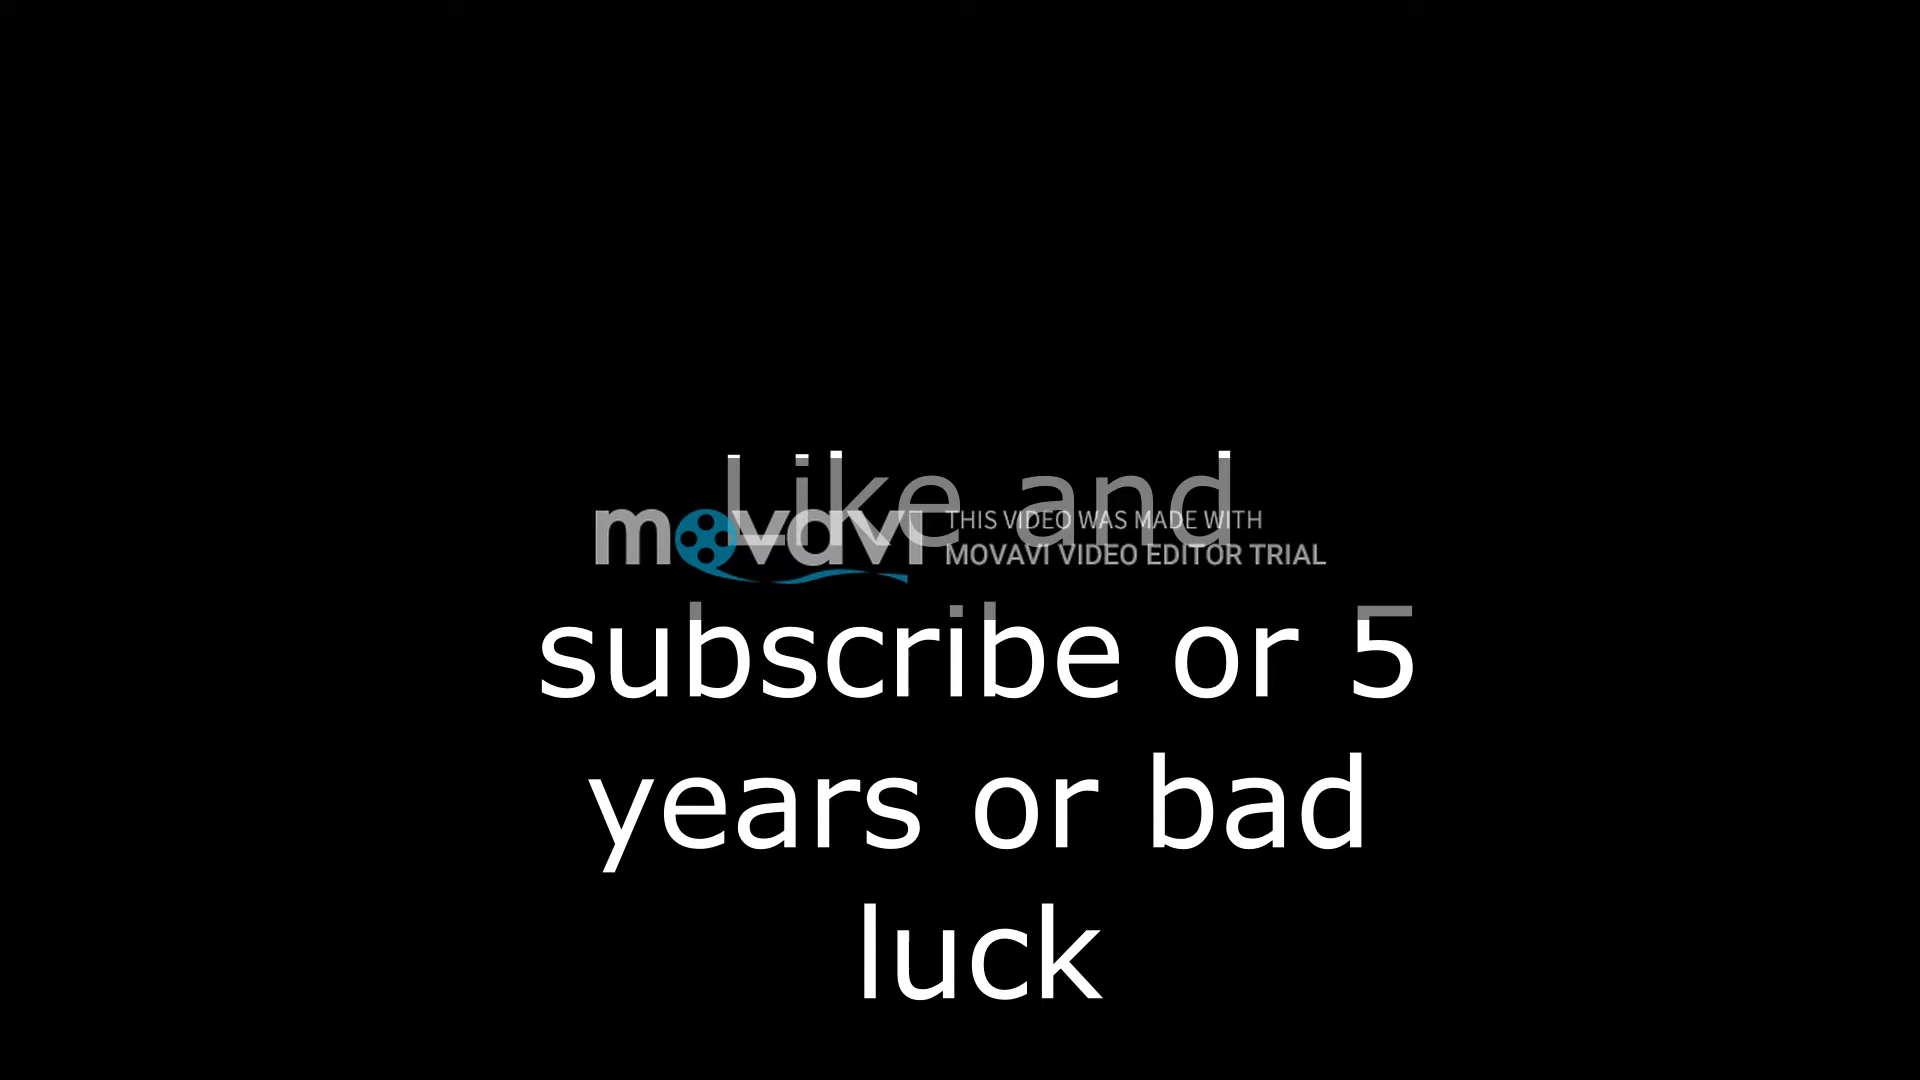 Like and
movavi
THIS VIDEO WAS MADE WITH
MOVAVI VIDEO EDITOR TRIAL
subscribe or 5
years or bad
luck